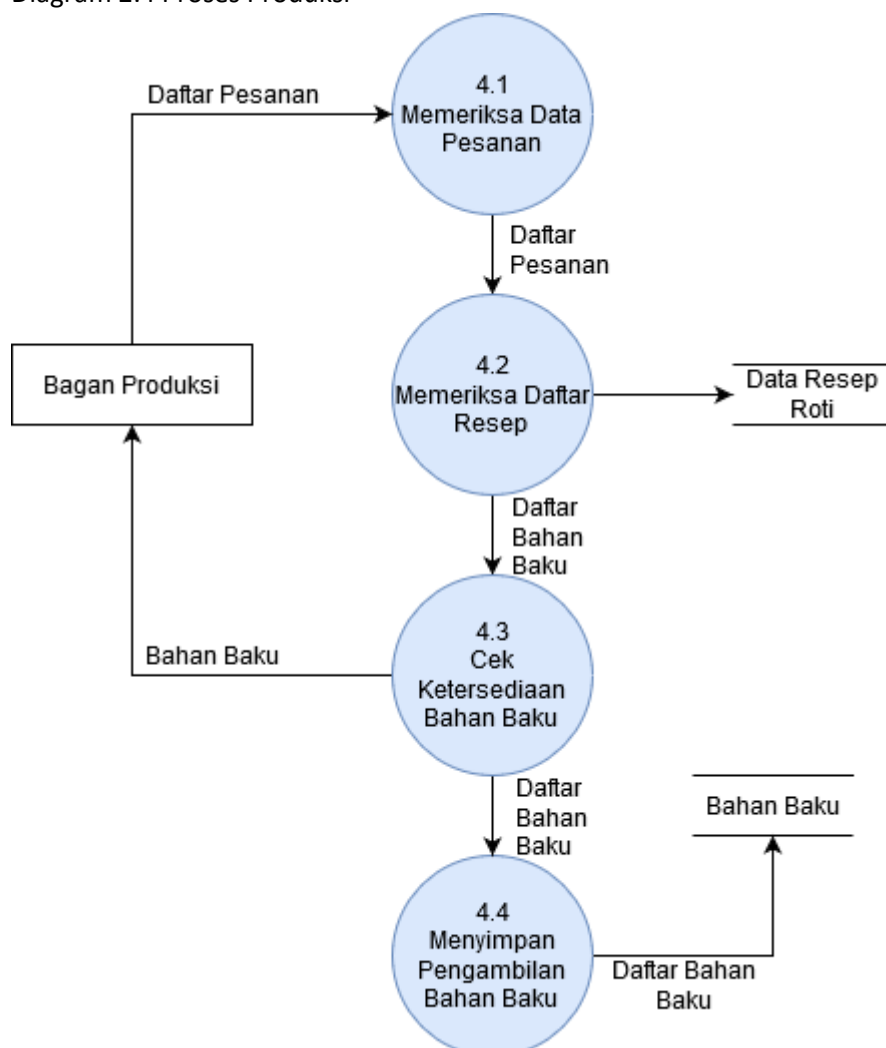 Diagram 2.4 Proses Produksi
4.1
Memeriksa Data
Pesanan
Daftar Pesanan
Daftar
Pesanan
Bagan Produksi
4.2
Memeriksa Daftar
Resep
Data Resep
Roti
Daftar
Bahan
Baku
4.3
Cek
Ketersediaan
Bahan Baku
Bahan Baku
Daftar
Bahan
Baku
Bahan Baku
4.4
Menyimpan
Pengambilan
Bahan Baku
Daftar Bahan
Baku